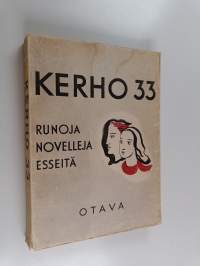 KERHO 33
RUNOJA
NOVELLEJA
ESSEITÄ
OTAVA
KERHO 33